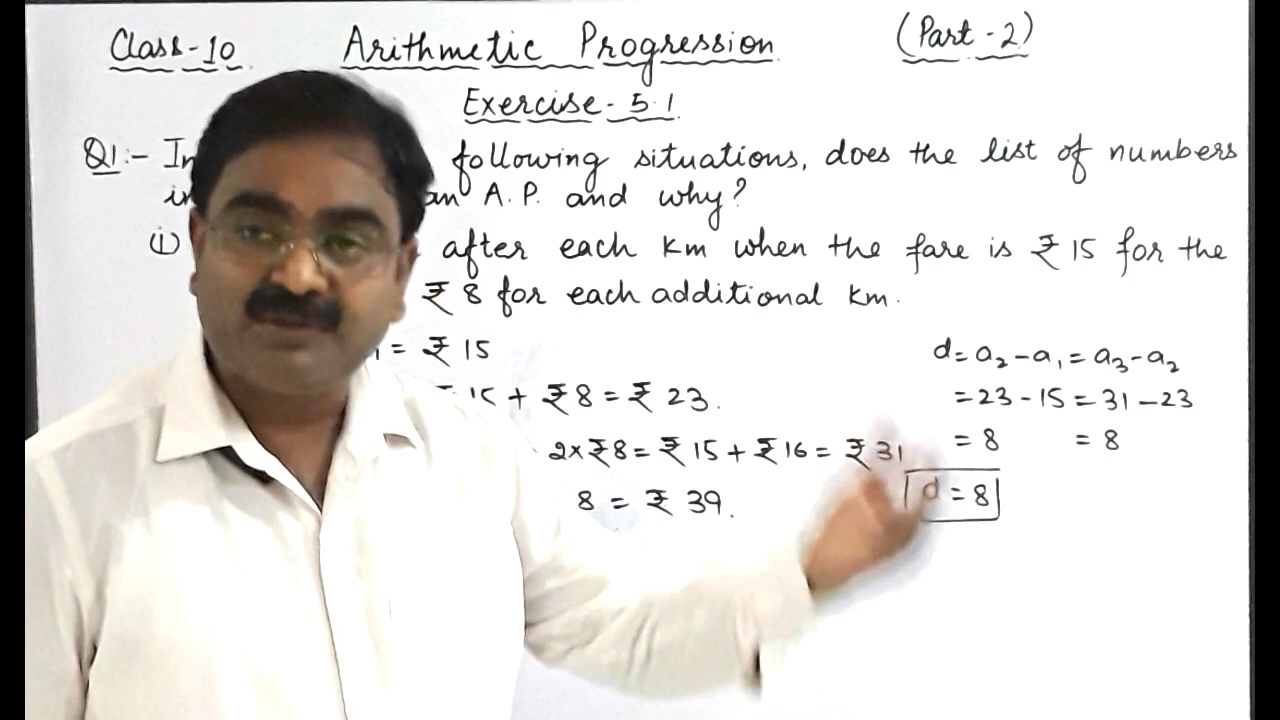 Class-10 Arithmetic Progression (Part-2)
Exercise-5.1
Q1:- In following situations, does the list of numbers
in an A.P. and why?
(i) after each km when the fare is ₹ 15 for the
₹ 8 for each additional km.
1 = ₹ 15
15 + ₹ 8 = ₹ 23.
2×₹ 8 = ₹ 15 + ₹ 16 = ₹ 31
8 = ₹ 39.
d = a₂ - a₁ = a₃ - a₂
= 23 - 15 = 31 - 23
= 8 = 8
d = 8